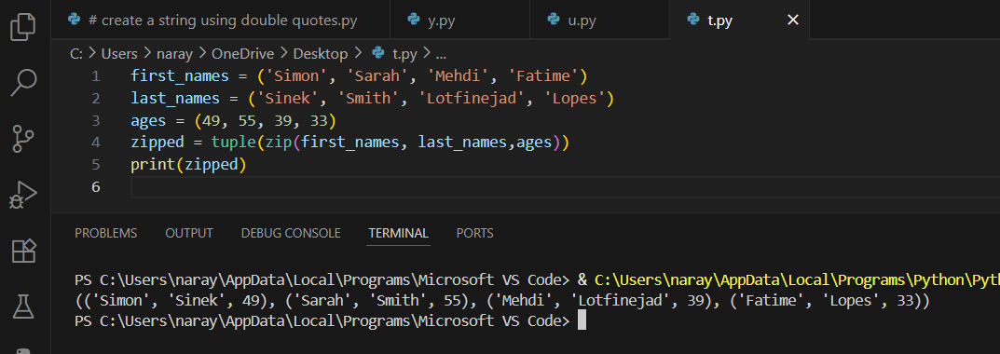 # create a string using double quotes.py y.py u.py t.py
C: > Users > naray > OneDrive > Desktop > t.py > ...
1 first_names = ('Simon', 'Sarah', 'Mehdi', 'Fatime')
2 last_names = ('Sinek', 'Smith', 'Lotfinejad', 'Lopes')
3 ages = (49, 55, 39, 33)
4 zipped = tuple(zip(first_names, last_names,ages))
5 print(zipped)
6
PROBLEMS OUTPUT DEBUG CONSOLE TERMINAL PORTS
PS C:\Users\naray\AppData\Local\Programs\Microsoft VS Code> & C:\Users\naray\AppData\Local\Programs\Python\Pyt
(('Simon', 'Sinek', 49), ('Sarah', 'Smith', 55), ('Mehdi', 'Lotfinejad', 39), ('Fatime', 'Lopes', 33))
PS C:\Users\naray\AppData\Local\Programs\Microsoft VS Code>